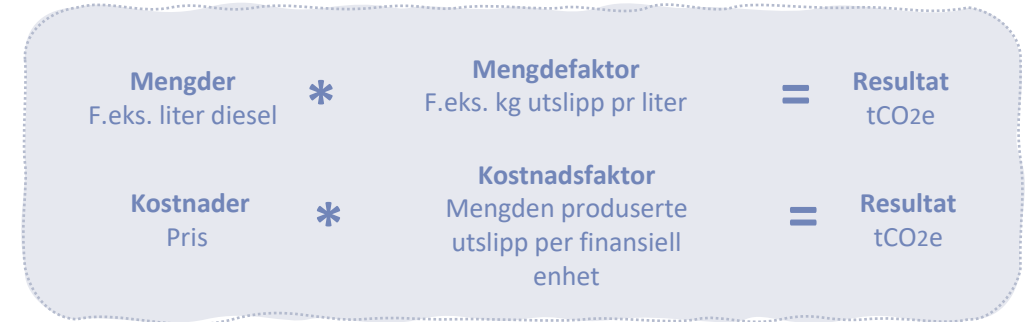 Mengder
F.eks. liter diesel
*
Mengdefaktor
F.eks. kg utslipp pr liter
=
Resultat
tCO2e
Kostnader
Pris
*
Kostnadsfaktor
Mengden produserte
utslipp per finansiell
enhet
=
Resultat
tCO2e